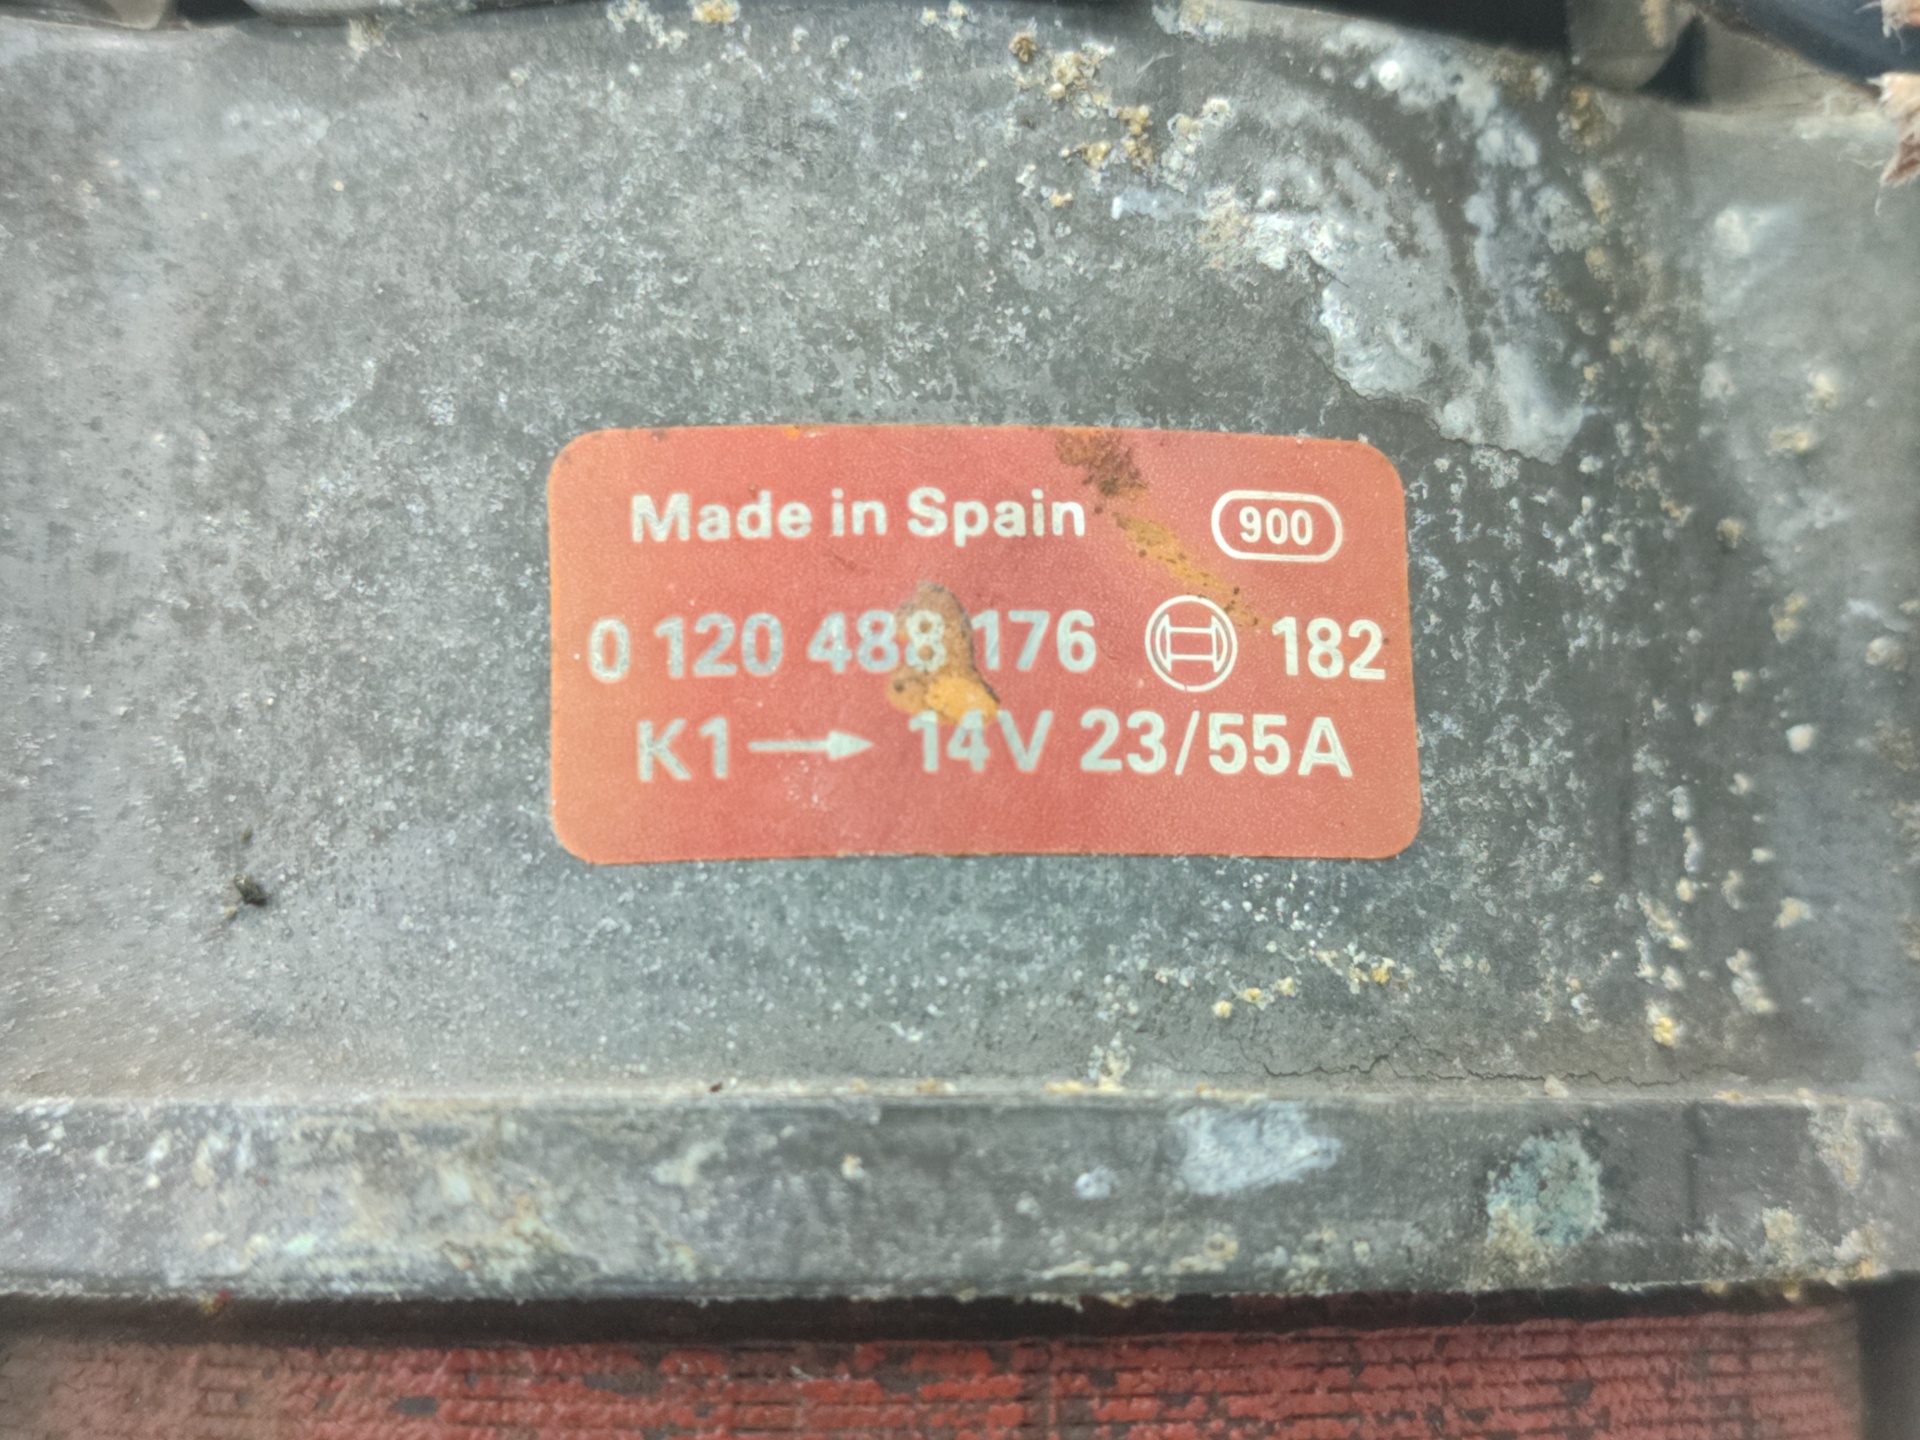 Made in Spain 900
0 120 488 176 182
K1→ 14V 23/55A